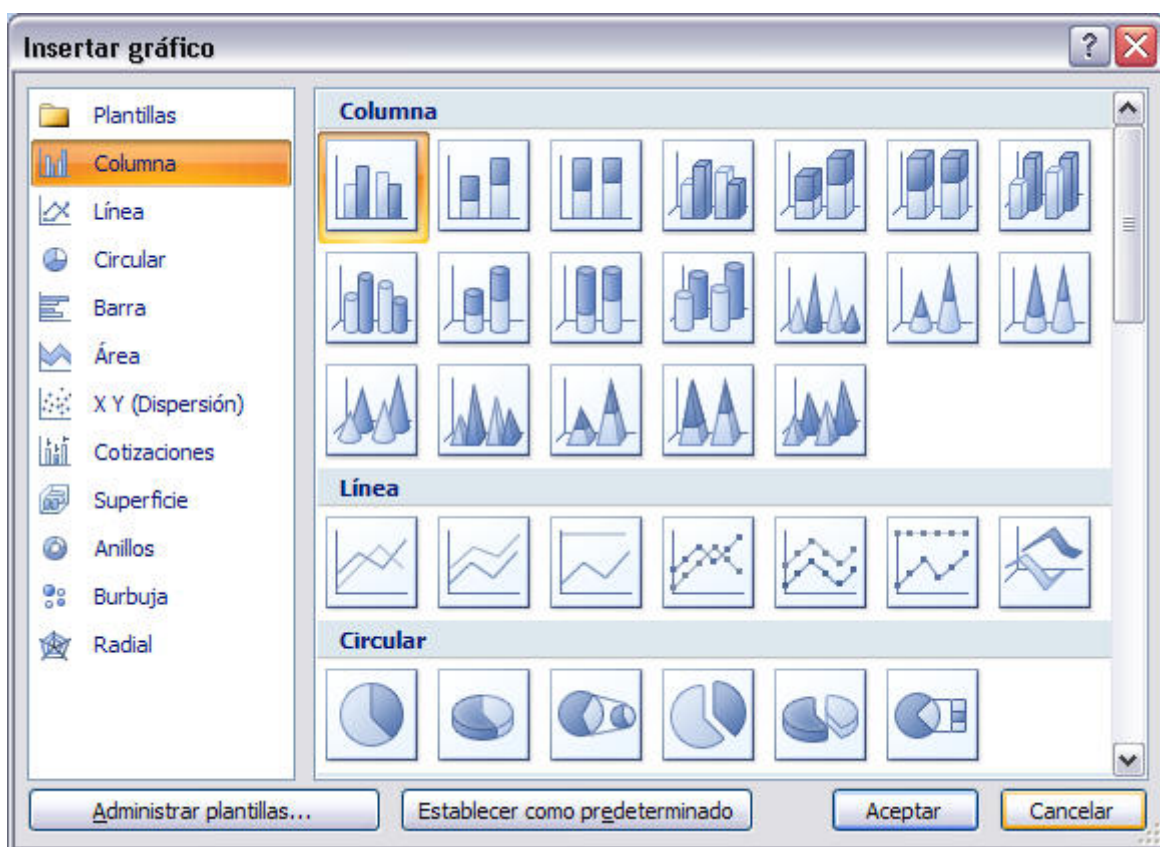 Insertar gráfico
Plantillas
Columna
Línea
Circular
Barra
Área
X Y (Dispersión)
Cotizaciones
Superficie
Anillos
Burbuja
Radial
Columna
Línea
Circular
Administrar plantillas...
Establecer como predeterminado
Aceptar
Cancelar